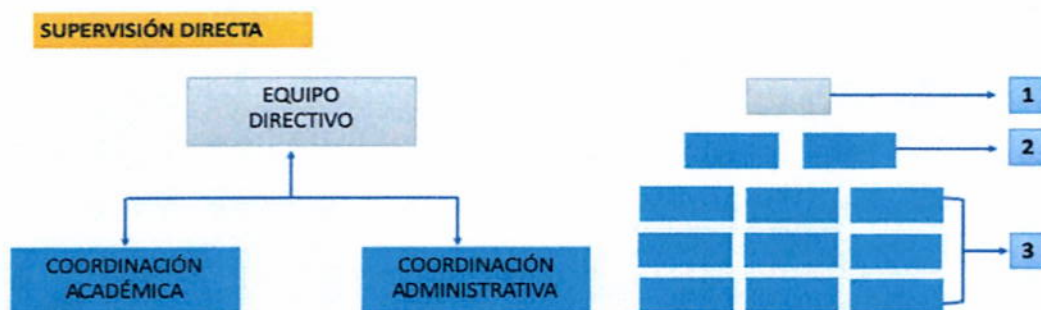 SUPERVISIÓN DIRECTA
EQUIPO
DIRECTIVO
COORDINACIÓN
ACADÉMICA
COORDINACIÓN
ADMINISTRATIVA
1
2
3